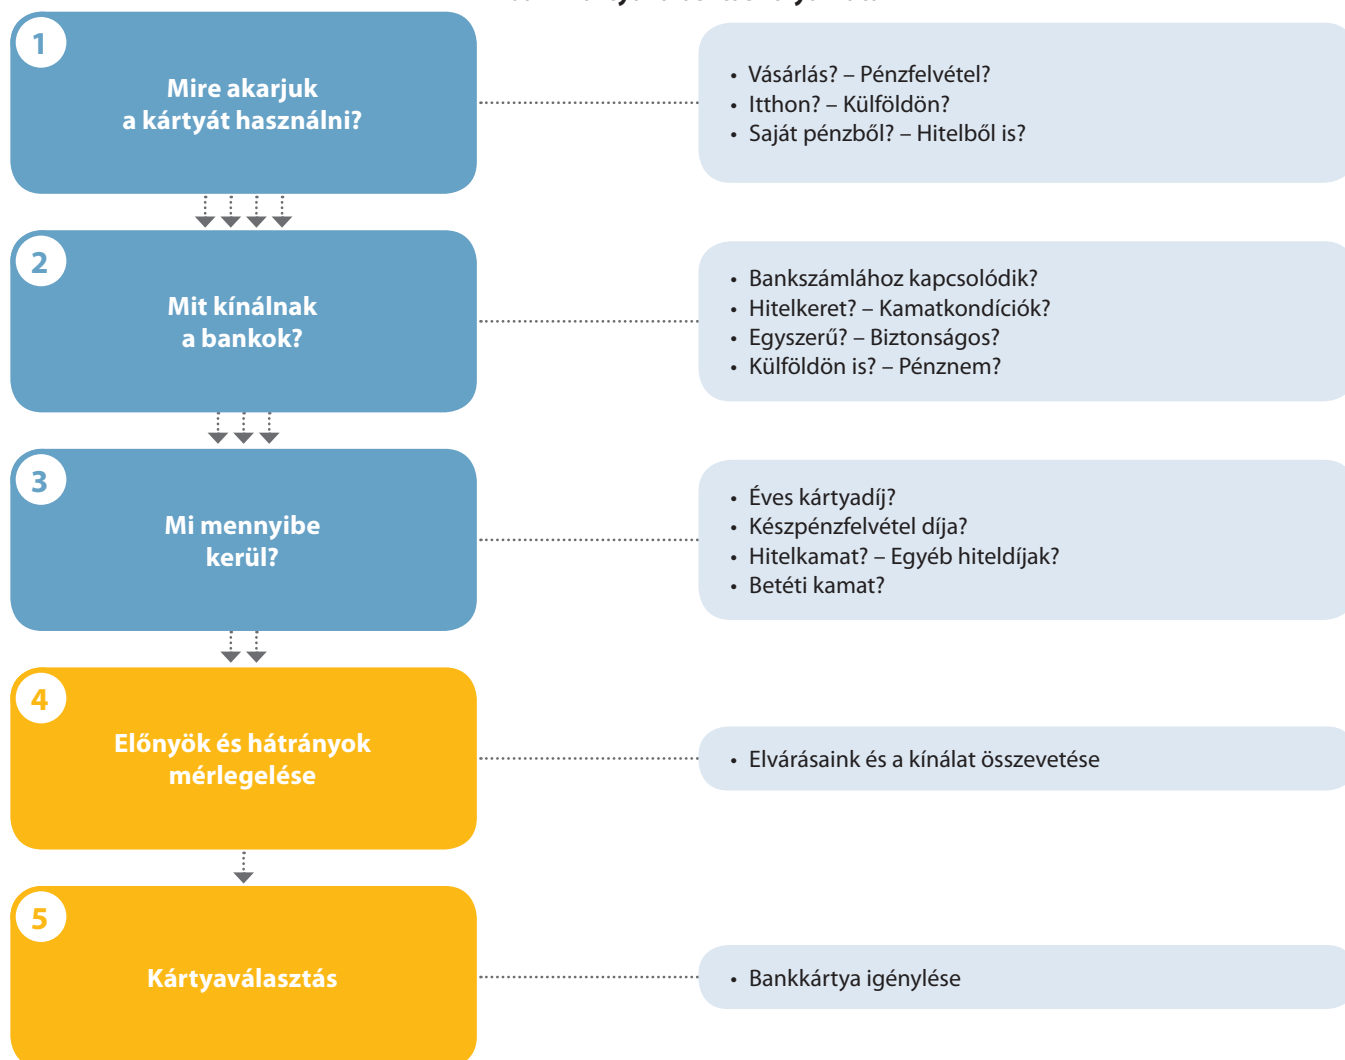 1
Mire akarjuk
a kártyát használni?
• Vásárlás? – Pénzfelvétel?
• Itthon? – Külföldön?
• Saját pénzből? – Hitelből is?
2
Mit kínálnak
a bankok?
• Bankszámlához kapcsolódik?
• Hitelkeret? – Kamatkondíciók?
• Egyszerű? – Biztonságos?
• Külföldön is? – Pénznem?
3
Mi mennyibe
kerül?
• Éves kártyadíj?
• Készpénzfelvétel díja?
• Hitelkamat? – Egyéb hiteldíjak?
• Betéti kamat?
4
Előnyök és hátrányok
mérlegelése
• Elvárásaink és a kínálat összevetése
5
Kártyaválasztás
• Bankkártya igénylése